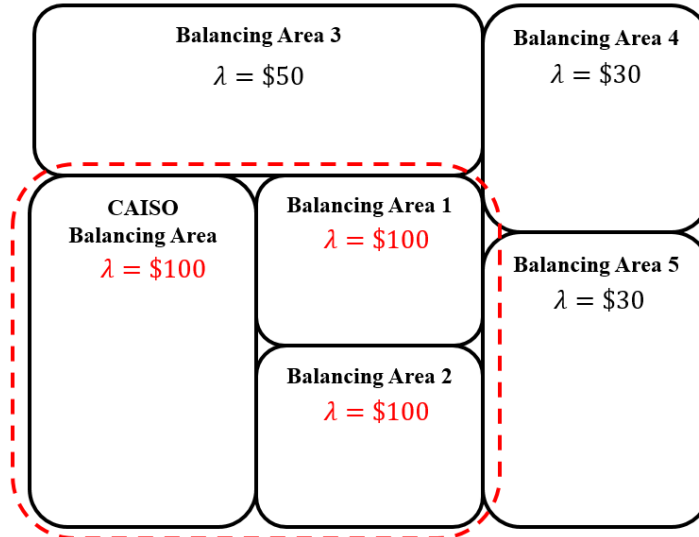 Balancing Area 3
λ = $50
Balancing Area 4
λ = $30
CAISO
Balancing Area
λ = $100
Balancing Area 1
λ = $100
Balancing Area 5
λ = $30
Balancing Area 2
λ = $100